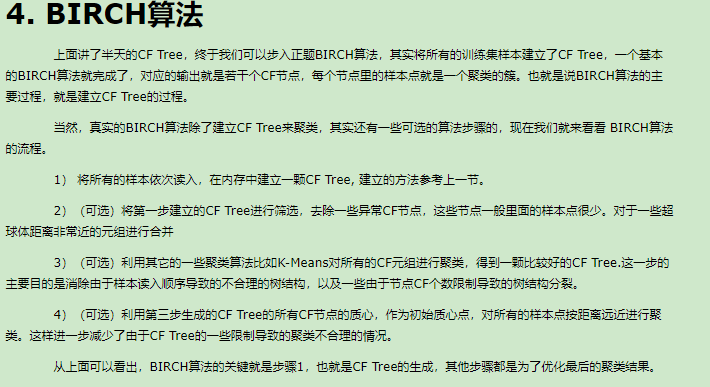 4. BIRCH算法
上面讲了半天的CF Tree，终于我们可以步入正题BIRCH算法，其实将所有的训练集样本建立了CF Tree，一个基本
的BIRCH算法就完成了，对应的输出就是若干个CF节点，每个节点里的样本点就是一个聚类的簇。也就是说BIRCH算法的主
要过程，就是建立CF Tree的过程。
当然，真实的BIRCH算法除了建立CF Tree来聚类，其实还有一些可选的算法步骤的，现在我们就来看看 BIRCH算法
的流程。
1） 将所有的样本依次读入，在内存中建立一颗CF Tree, 建立的方法参考上一节。
2）（可选）将第一步建立的CF Tree进行筛选，去除一些异常CF节点，这些节点一般里面的样本点很少。对于一些超
球体距离非常近的元组进行合并
3）（可选）利用其它的一些聚类算法比如K-Means对所有的CF元组进行聚类，得到一颗比较好的CF Tree.这一步的
主要目的是消除由于样本读入顺序导致的不合理的树结构，以及一些由于节点CF个数限制导致的树结构分裂。
4）（可选）利用第三步生成的CF Tree的所有CF节点的质心，作为初始质心点，对所有的样本点按距离远近进行聚
类。这样进一步减少了由于CF Tree的一些限制导致的聚类不合理的情况。
从上面可以看出，BIRCH算法的关键就是步骤1，也就是CF Tree的生成，其他步骤都是为了优化最后的聚类结果。